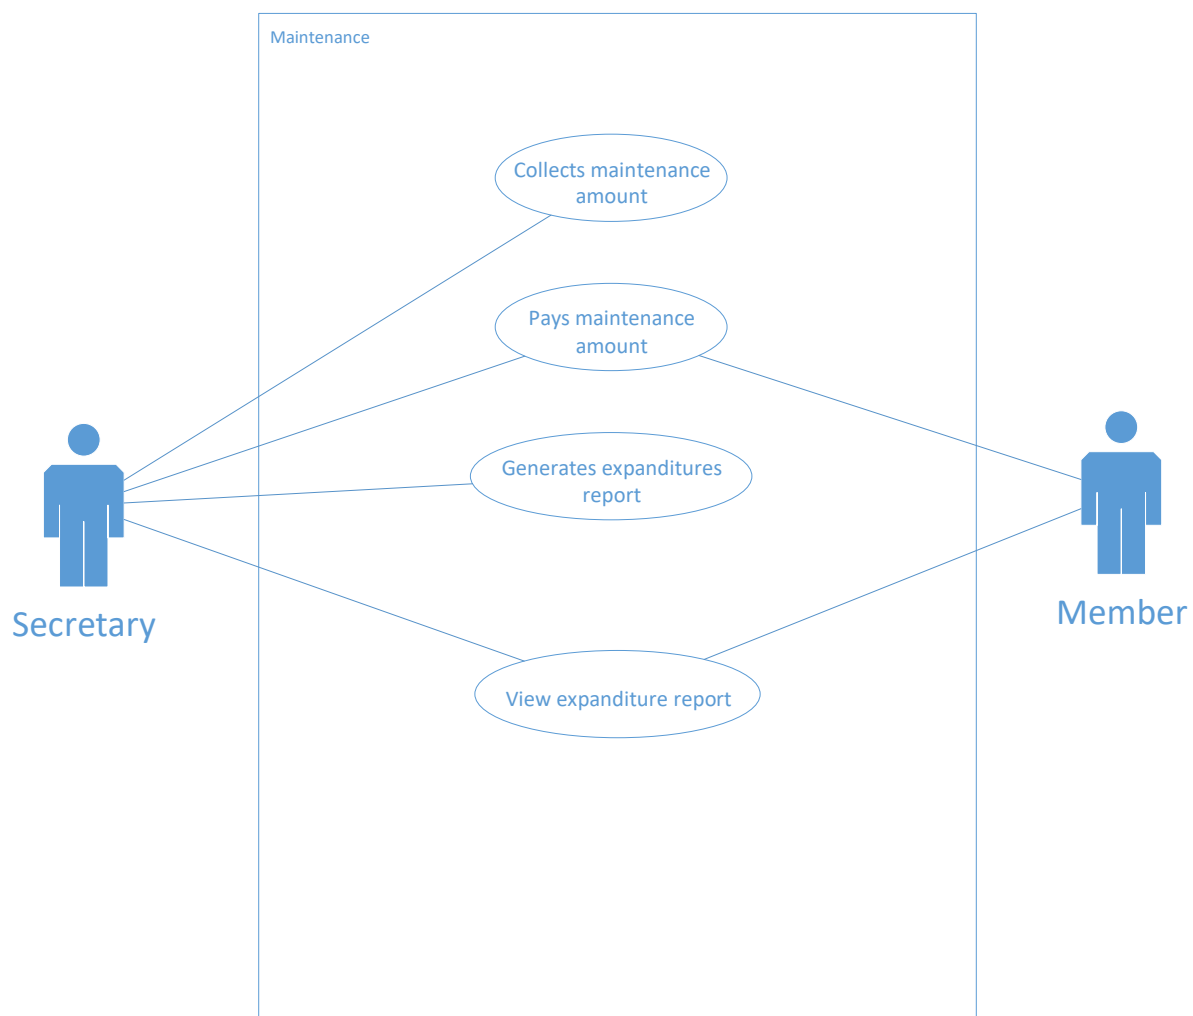 Maintenance
Collects maintenance
amount
Pays maintenance
amount
Generates expanditures
report
Secretary
Member
View expanditure report